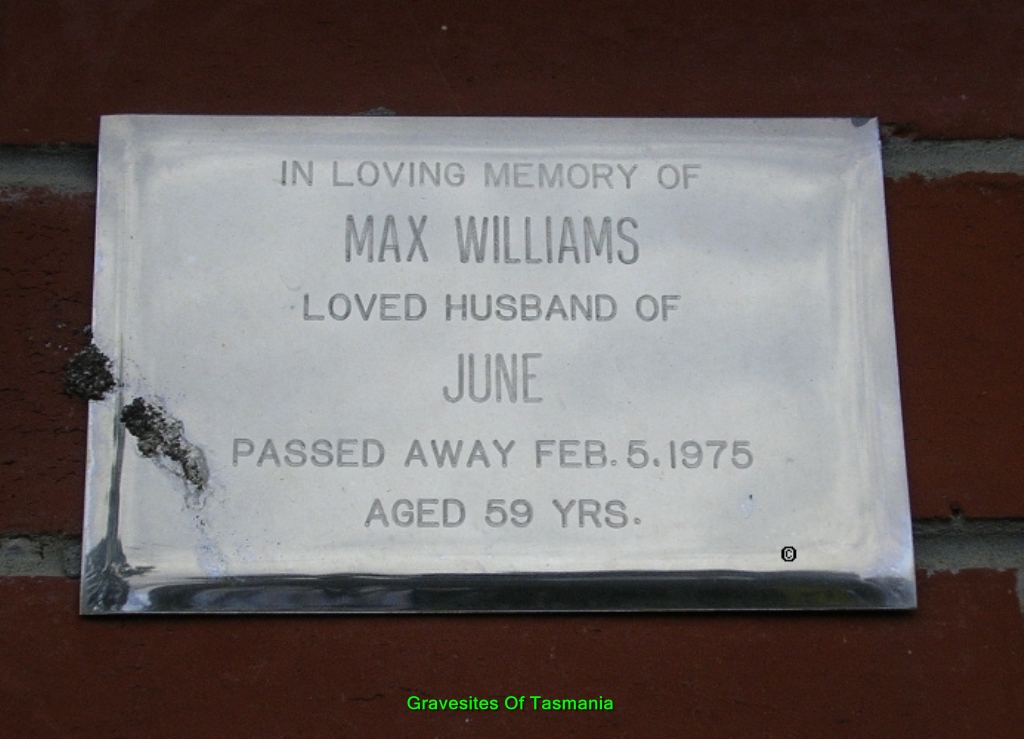 IN LOVING MEMORY OF
MAX WILLIAMS
LOVED HUSBAND OF
JUNE
PASSED AWAY FEB. 5. 1975
AGED 59 YRS.
©
Gravesites Of Tasmania